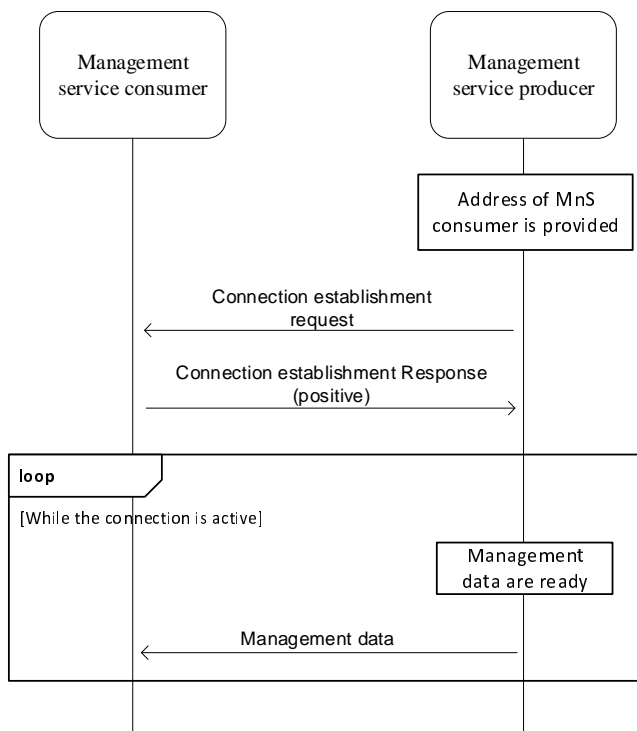 Management
service consumer
Management
service producer
Address of MnS
consumer is provided
Connection establishment
request
Connection establishment Response
(positive)
loop
[While the connection is active]
Management
data are ready
Management data